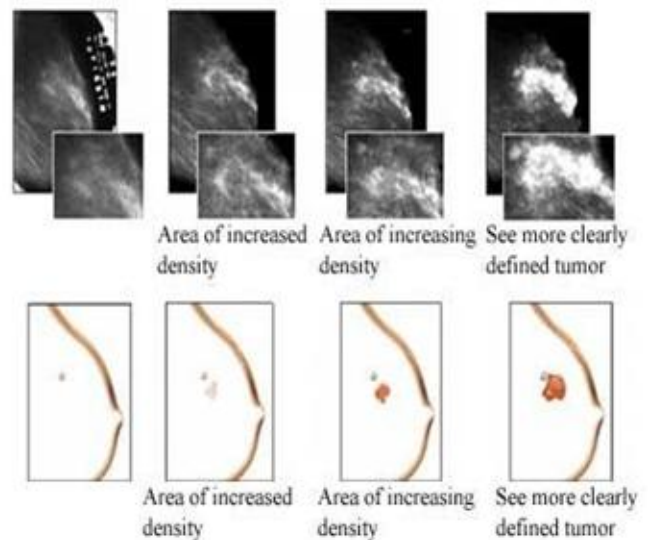 Area of increased density
Area of increasing density
See more clearly defined tumor
Area of increased density
Area of increasing density
See more clearly defined tumor